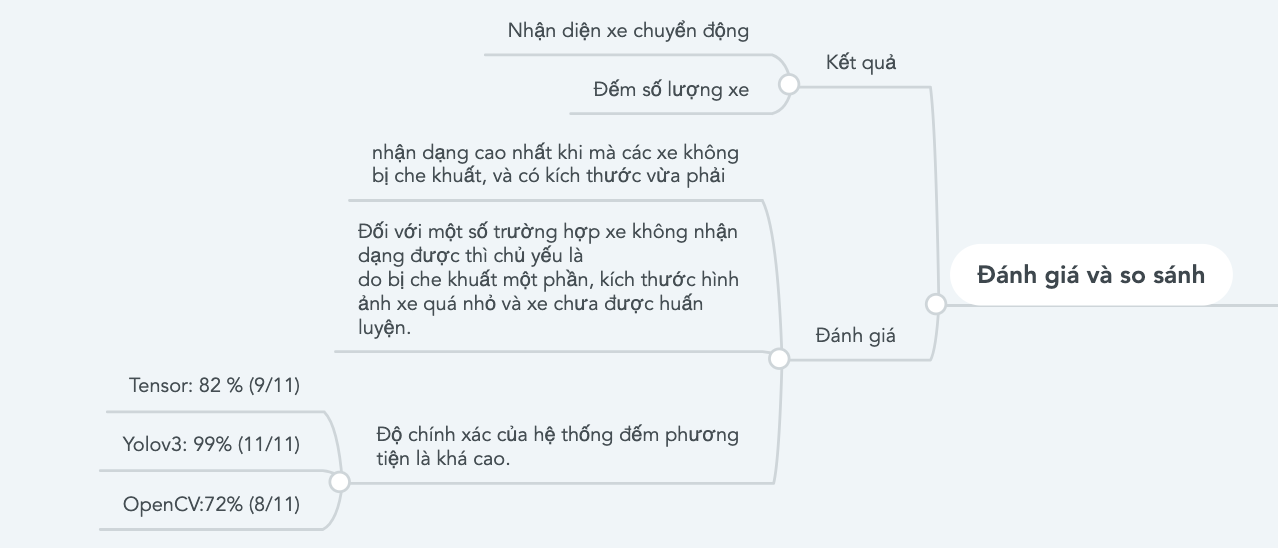 Nhận diện xe chuyển động
Kết quả
Đếm số lượng xe
nhận dạng cao nhất khi mà các xe không
bị che khuất, và có kích thước vừa phải
Đối với một số trường hợp xe không nhận
dạng được thì chủ yếu là
do bị che khuất một phần, kích thước hình
ảnh xe quá nhỏ và xe chưa được huấn
luyện.
Đánh giá và so sánh
Đánh giá
Tensor: 82 % (9/11)
Yolov3: 99% (11/11)
OpenCV:72% (8/11)
Độ chính xác của hệ thống đếm phương
tiện là khá cao.